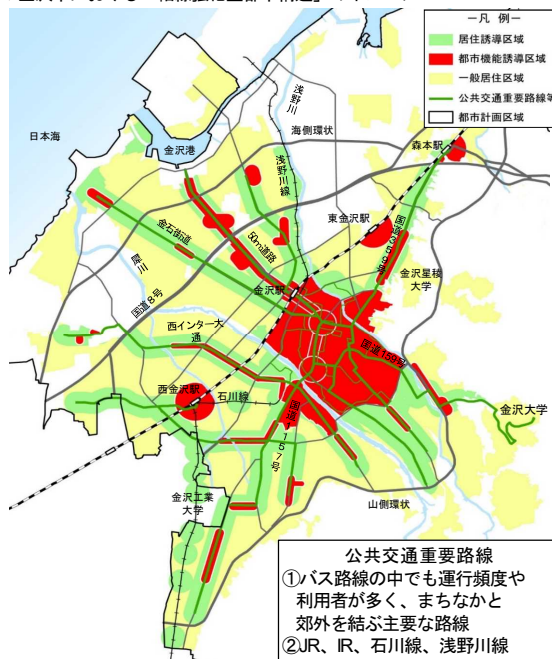 －凡　例－
居住誘導区域
都市機能誘導区域
一般居住区域
公共交通重要路線等
都市計画区域
日本海
金沢港
浅野川
海側環状
森本駅
浅野川線
東金沢駅
国道359号
金石街道
50m道路
犀川
国道8号
金沢駅
金沢星稜
大学
西インター大
通
国道159号
西金沢駅
石川線
国道157号
金沢大学
金沢工業
大学
山側環状
公共交通重要路線
①バス路線の中でも運行頻度や
利用者が多く、まちなかと
郊外を結ぶ主要な路線
②JR、IR、石川線、浅野川線